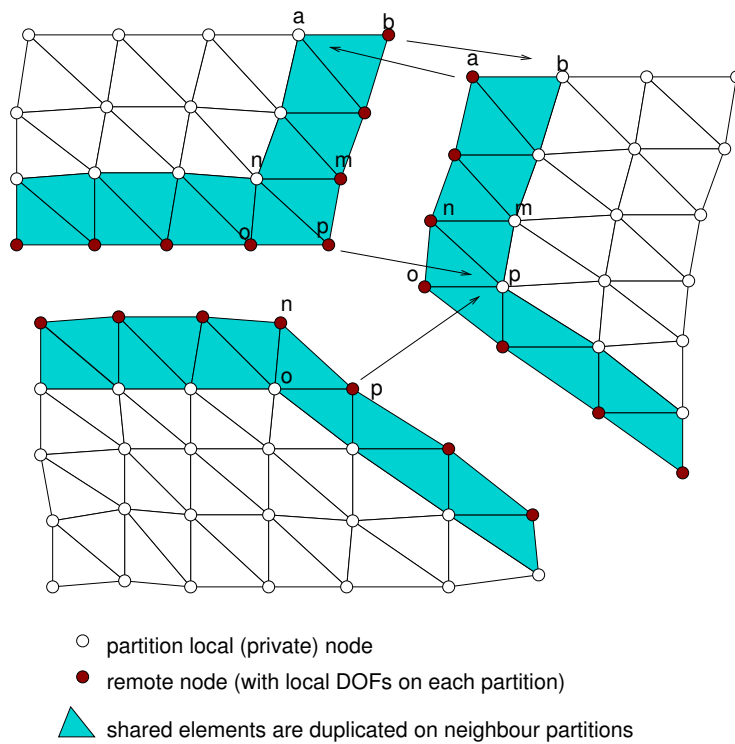 a
b
a
b
n
m
o
p
n
m
o
p
n
o
p
partition local (private) node
remote node (with local DOFs on each partition)
shared elements are duplicated on neighbour partitions